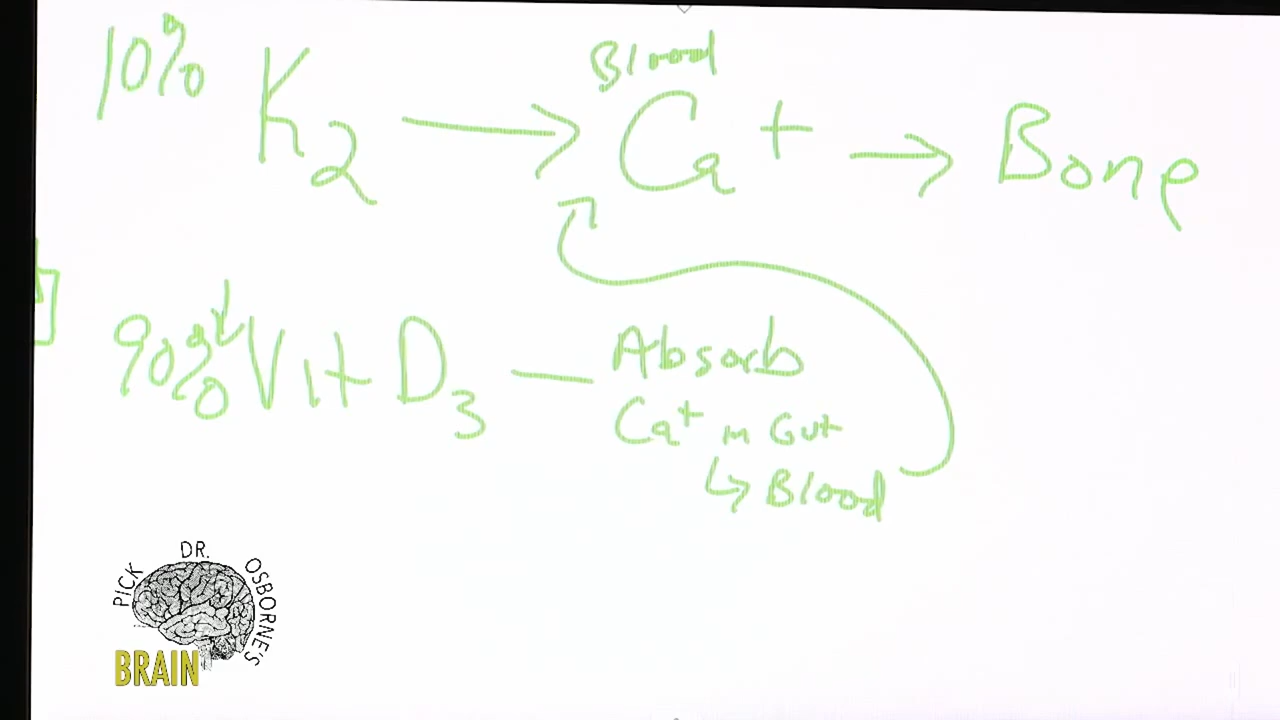 10% K2 → Blood Ca+ → Bone
90% Vit D3 — Absorb
Ca+ in Gut
↳ Blood
PICK DR. OSBORNE'S
BRAIN